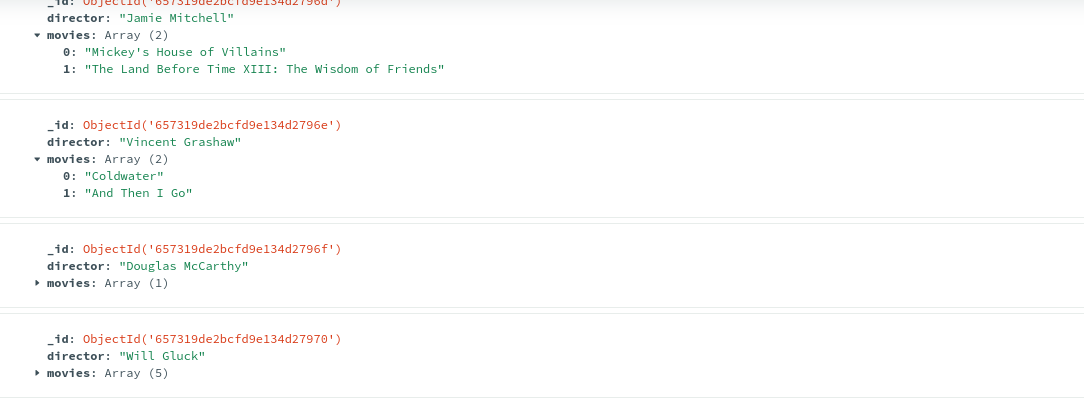 _id: ObjectId('657319de2bcfd9e134d2796d')
director: "Jamie Mitchell"
movies: Array (2)
0: "Mickey's House of Villains"
1: "The Land Before Time XIII: The Wisdom of Friends"
_id: ObjectId('657319de2bcfd9e134d2796e')
director: "Vincent Grashaw"
movies: Array (2)
0: "Coldwater"
1: "And Then I Go"
_id: ObjectId('657319de2bcfd9e134d2796f')
director: "Douglas McCarthy"
movies: Array (1)
_id: ObjectId('657319de2bcfd9e134d27970')
director: "Will Gluck"
movies: Array (5)